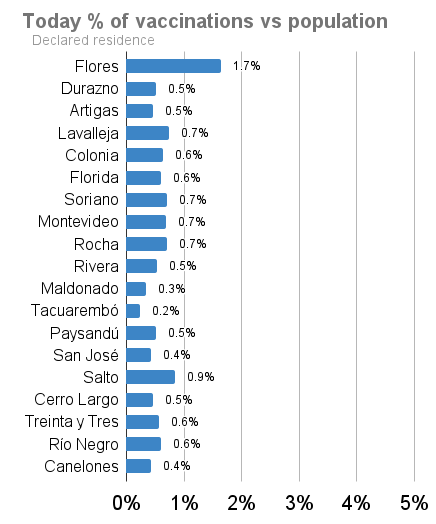 Today % of vaccinations vs population
Declared residence
Flores 1.7%
Durazno 0.5%
Artigas 0.5%
Lavalleja 0.7%
Colonia 0.6%
Florida 0.6%
Soriano 0.7%
Montevideo 0.7%
Rocha 0.7%
Rivera 0.5%
Maldonado 0.3%
Tacuarembó 0.2%
Paysandú 0.5%
San José 0.4%
Salto 0.9%
Cerro Largo 0.5%
Treinta y Tres 0.6%
Río Negro 0.6%
Canelones 0.4%
0% 1% 2% 3% 4% 5%